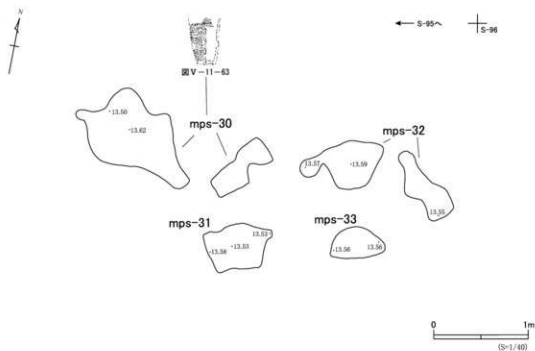 N
← S-95へ
S-96
図Ⅴ-11-63
mps-30
·13.50
·13.62
mps-32
13.57
·13.59
13.55
mps-31
13.53
·13.53
·13.58
mps-33
·13.56
13.56
0 1m
(S=1/40)